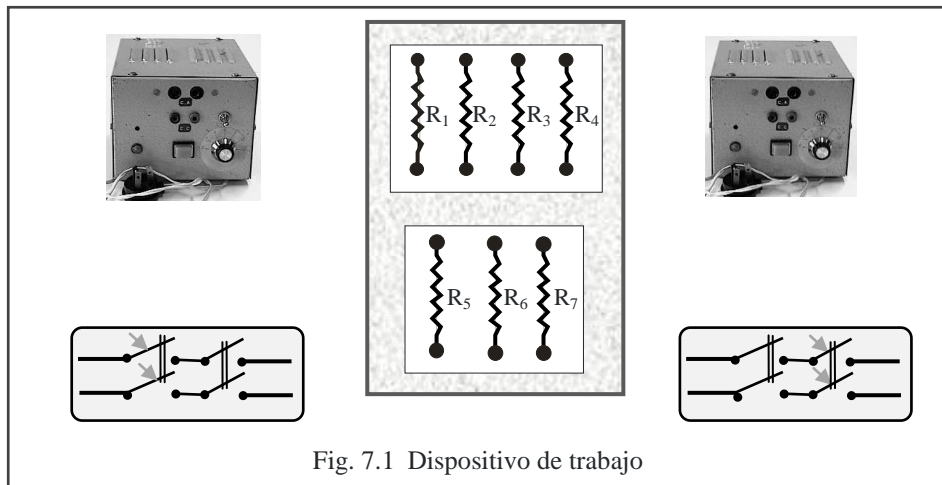 R₁ R₂ R₃ R₄
R₅ R₆ R₇
Fig. 7.1 Dispositivo de trabajo